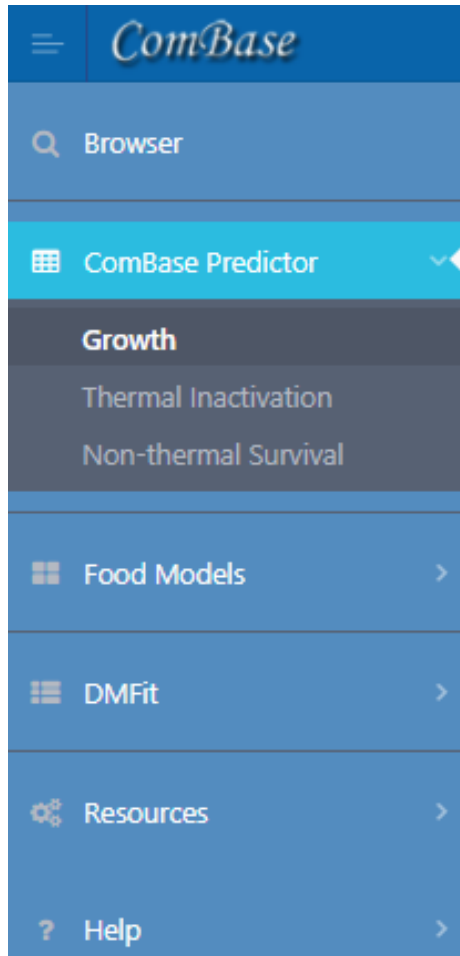 ComBase
Browser
ComBase Predictor
Growth
Thermal Inactivation
Non-thermal Survival
Food Models
DMFit
Resources
? Help